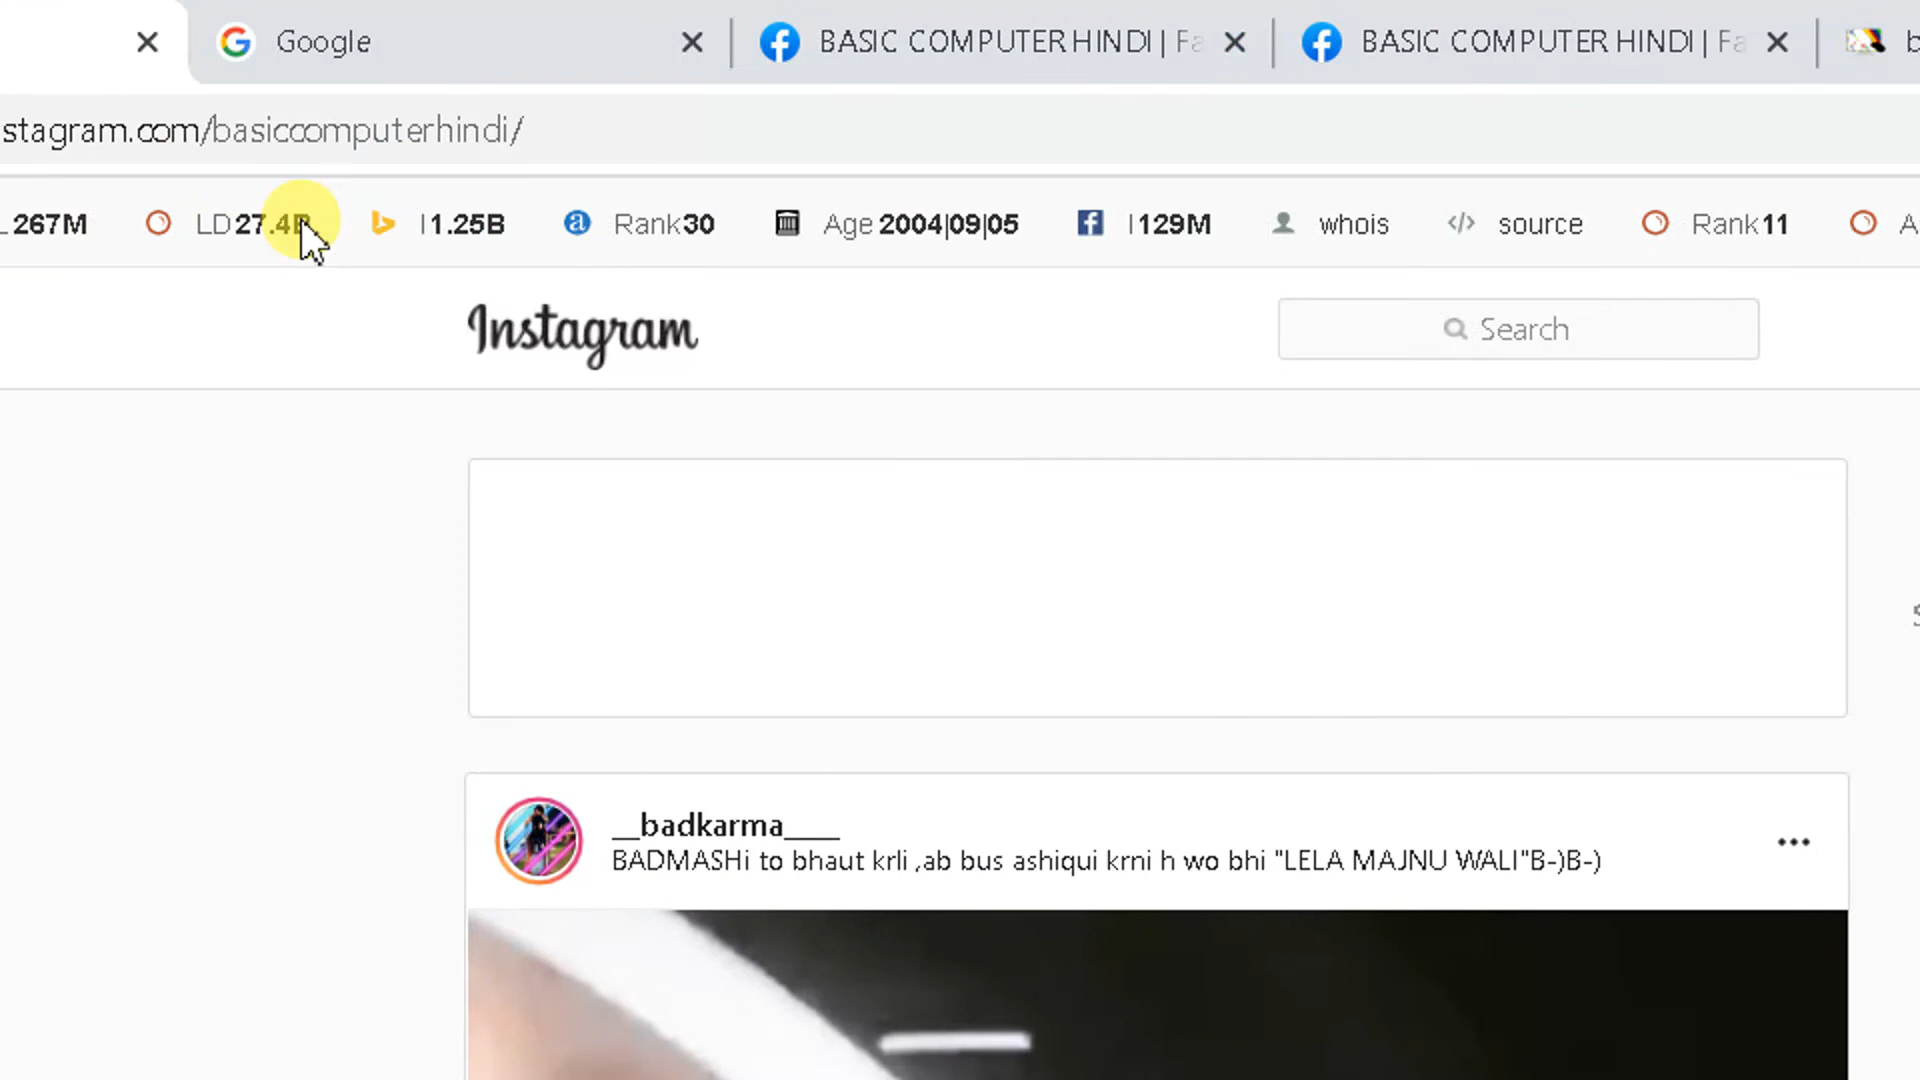 Google
BASIC COMPUTER HINDI | Fa
BASIC COMPUTER HINDI | Fa
stagram.com/basiccomputerhindi/
267M
LD 27.4B
I 1.25B
Rank 30
Age 2004|09|05
I 129M
whois
source
Rank 11
Instagram
Search
__badkarma____
BADMASHi to bhaut krli ,ab bus ashiqui krni h wo bhi "LELA MAJNU WALI"B-)B-)